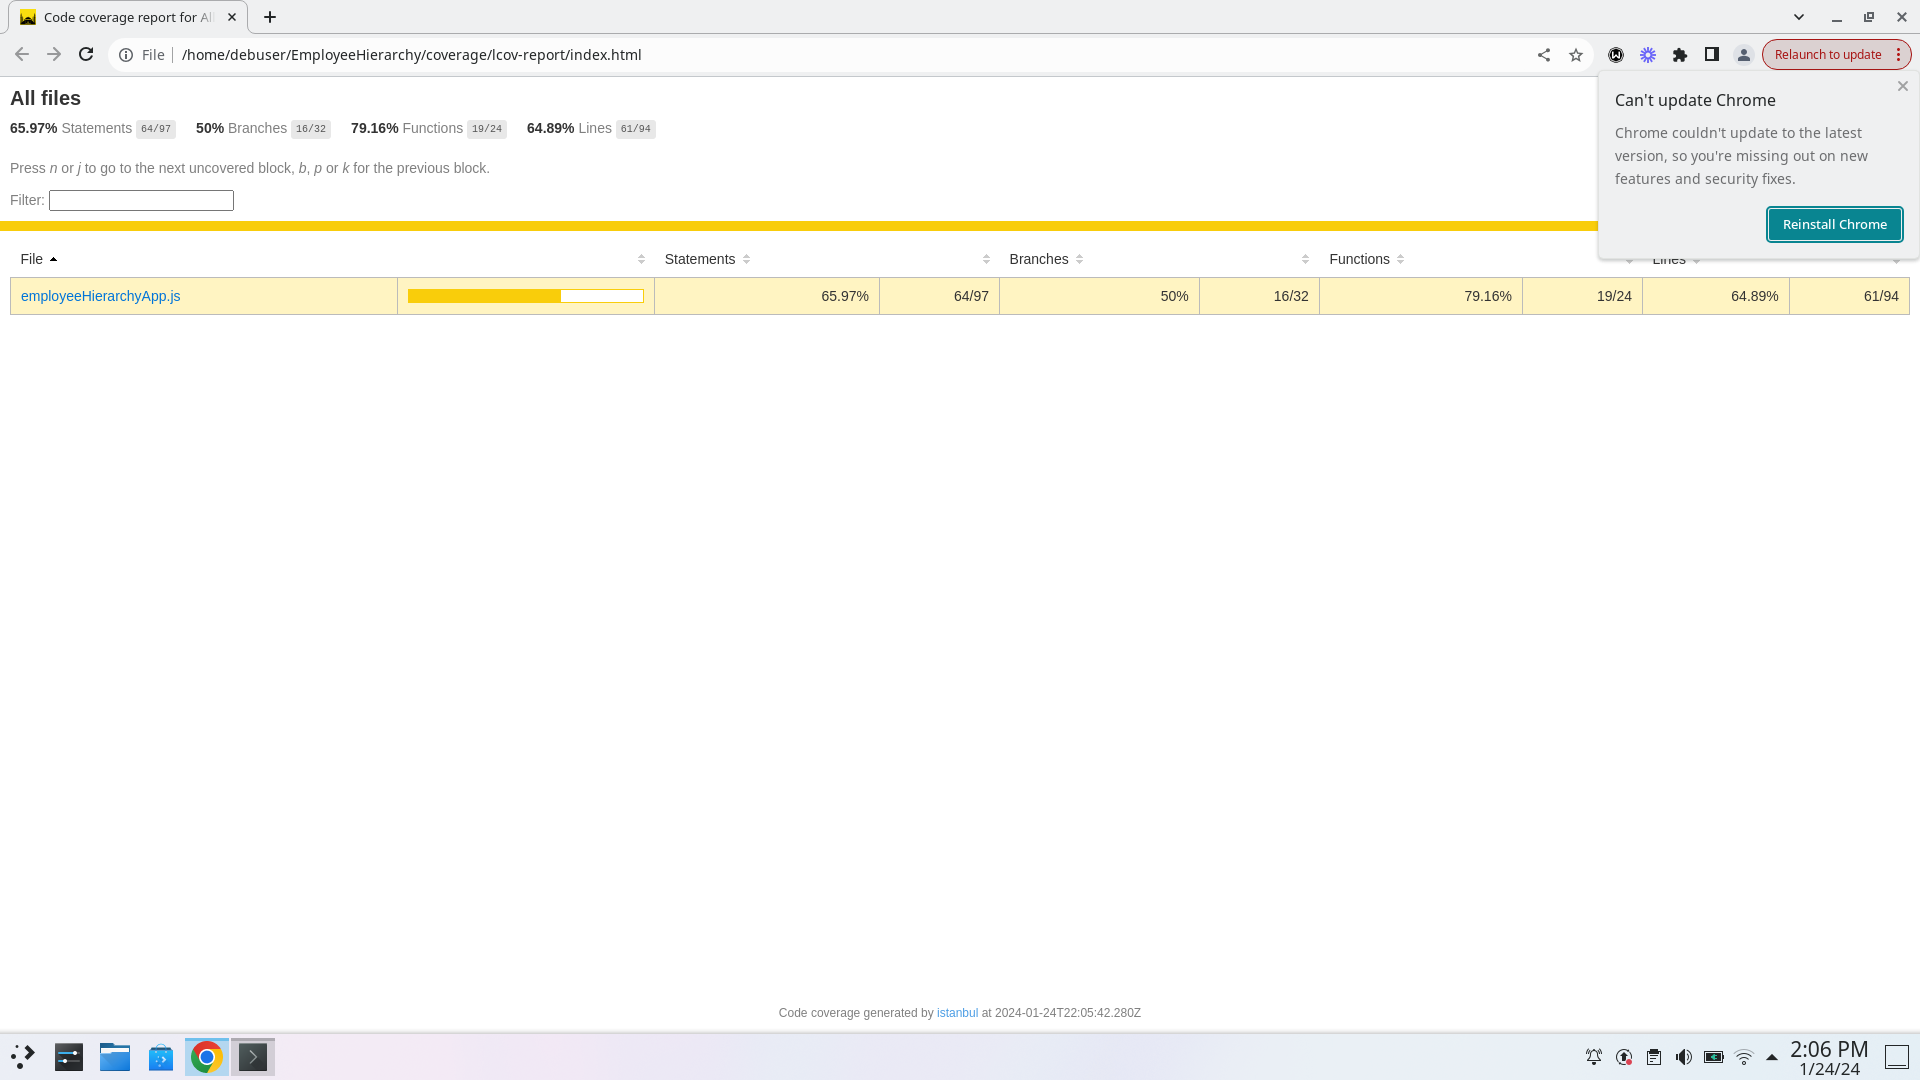 Code coverage report for Al
File
/home/debuser/EmployeeHierarchy/coverage/lcov-report/index.html
Relaunch to update
All files
65.97% Statements 64/97 50% Branches 16/32 79.16% Functions 19/24 64.89% Lines 61/94
Press n or j to go to the next uncovered block, b, p or k for the previous block.
Filter:
Can't update Chrome
Chrome couldn't update to the latest
version, so you're missing out on new
features and security fixes.
Reinstall Chrome
File Statements Branches Functions Lines
employeeHierarchyApp.js 65.97% 64/97 50% 16/32 79.16% 19/24 64.89% 61/94
Code coverage generated by istanbul at 2024-01-24T22:05:42.280Z
2:06 PM
1/24/24